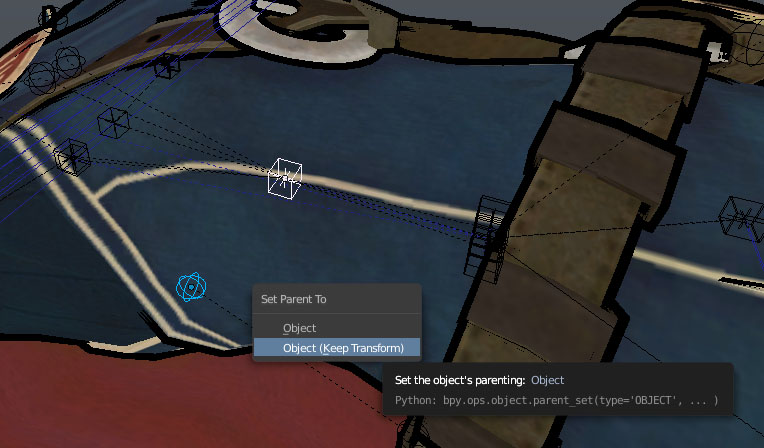 Set Parent To
Object
Object (Keep Transform)
Set the object's parenting: Object
Python: bpy.ops.object.parent_set(type='OBJECT', ... )